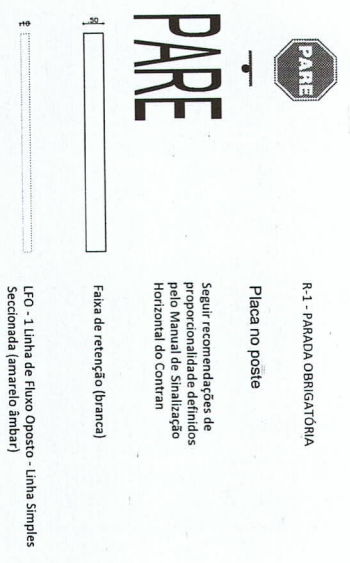 PARE
R-1 - PARADA OBRIGATÓRIA
Placa no poste
PARE
Seguir recomendações de
proporcionalidade definidos
pelo Manual de Sinalização
Horizontal do Contran
.50
Faixa de retenção (branca)
.10
LFO - 1 Linha de Fluxo Oposto - Linha Simples
Seccionada (amarelo âmbar)